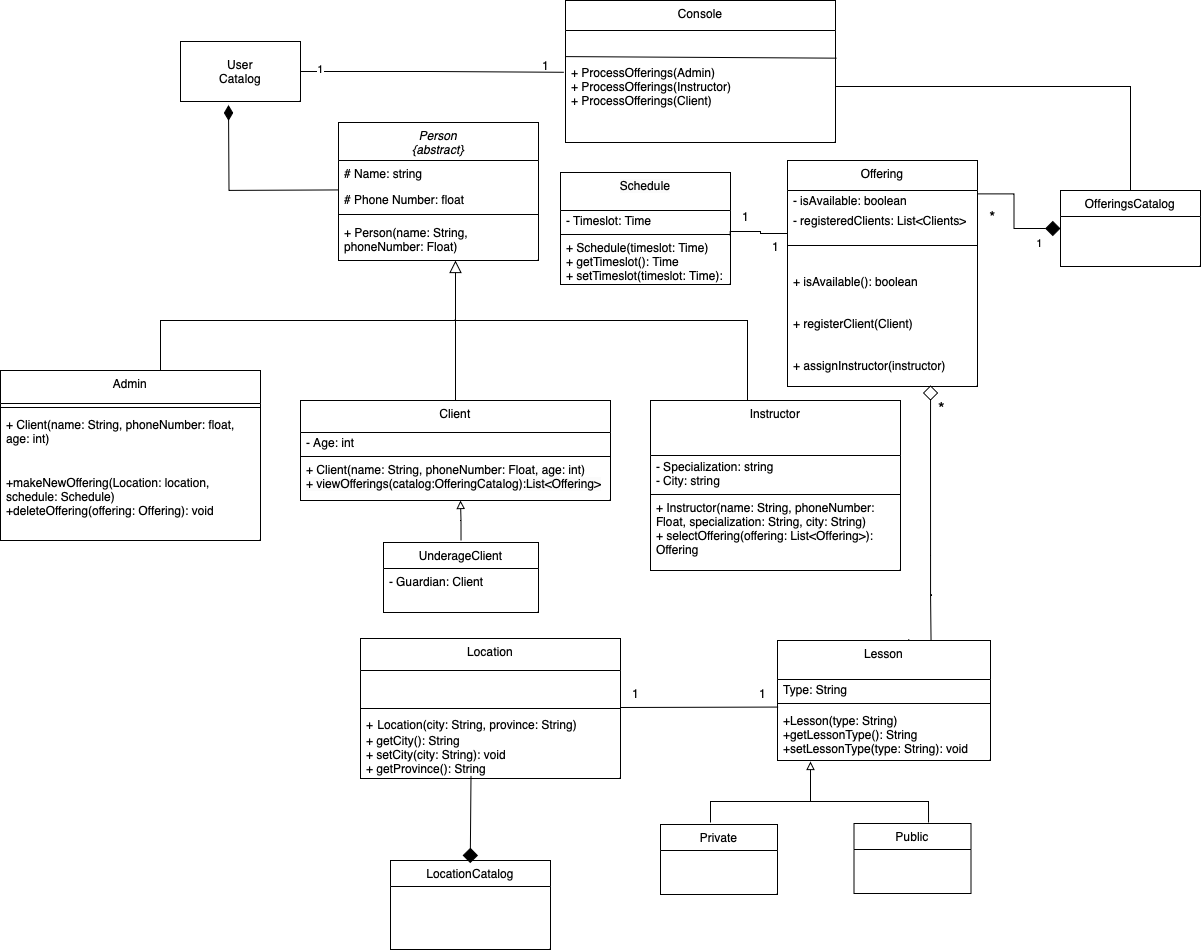 Console
+ ProcessOfferings(Admin)
+ ProcessOfferings(Instructor)
+ ProcessOfferings(Client)
User
Catalog
1
1
Person
{abstract}
# Name: string
# Phone Number: float
+ Person(name: String,
phoneNumber: Float)
Schedule
- Timeslot: Time
+ Schedule(timeslot: Time)
+ getTimeslot(): Time
+ setTimeslot(timeslot: Time):
1
1
Offering
- isAvailable: boolean
- registeredClients: List<Clients>
+ isAvailable(): boolean
+ registerClient(Client)
+ assignInstructor(instructor)
*
1
OfferingsCatalog
Admin
+ Client(name: String, phoneNumber: float,
age: int)
+makeNewOffering(Location: location,
schedule: Schedule)
+deleteOffering(offering: Offering): void
Client
- Age: int
+ Client(name: String, phoneNumber: Float, age: int)
+ viewOfferings(catalog:OfferingCatalog):List<Offering>
Instructor
- Specialization: string
- City: string
+ Instructor(name: String, phoneNumber:
Float, specialization: String, city: String)
+ selectOffering(offering: List<Offering>):
Offering
*
UnderageClient
- Guardian: Client
Location
+ Location(city: String, province: String)
+ getCity(): String
+ setCity(city: String): void
+ getProvince(): String
1
1
Lesson
Type: String
+Lesson(type: String)
+getLessonType(): String
+setLessonType(type: String): void
Private
Public
LocationCatalog